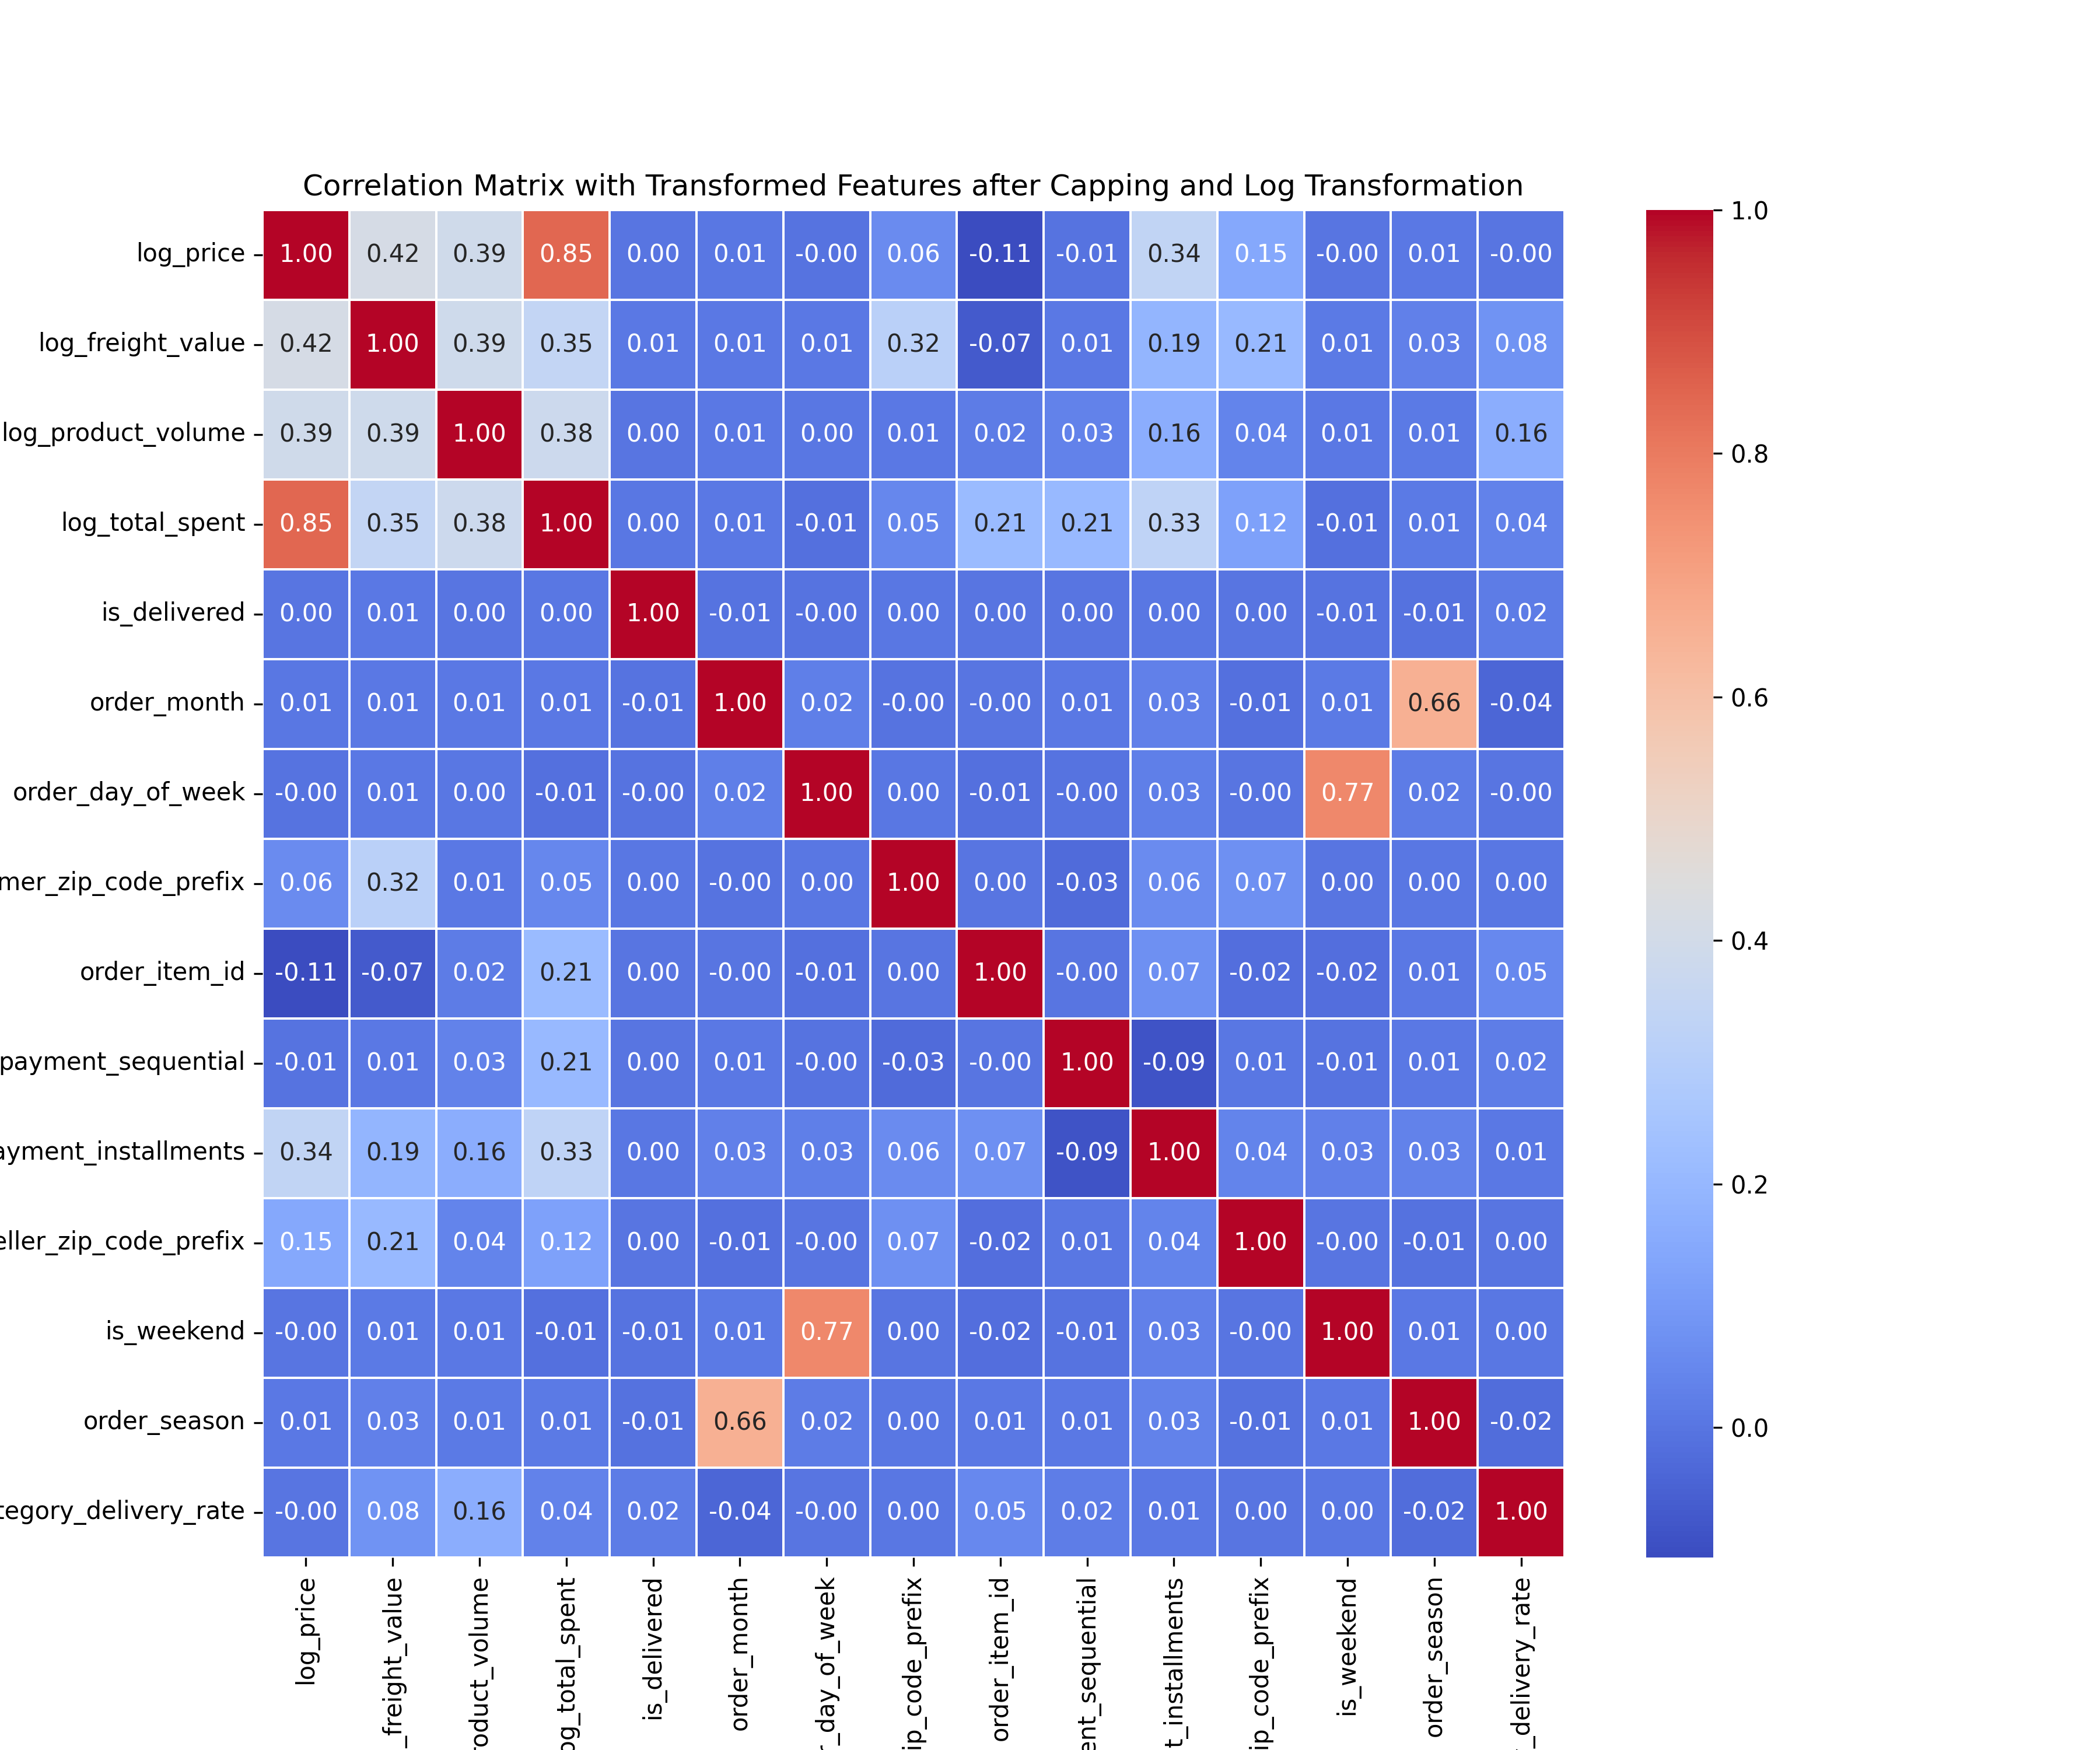 Correlation Matrix with Transformed Features after Capping and Log Transformation
log_price 1.00 0.42 0.39 0.85 0.00 0.01 -0.00 0.06 -0.11 -0.01 0.34 0.15 -0.00 0.01 -0.00
log_freight_value 0.42 1.00 0.39 0.35 0.01 0.01 0.01 0.32 -0.07 0.01 0.19 0.21 0.01 0.03 0.08
log_product_volume 0.39 0.39 1.00 0.38 0.00 0.01 0.00 0.01 0.02 0.03 0.16 0.04 0.01 0.01 0.16
log_total_spent 0.85 0.35 0.38 1.00 0.00 0.01 -0.01 0.05 0.21 0.21 0.33 0.12 -0.01 0.01 0.04
is_delivered 0.00 0.01 0.00 0.00 1.00 -0.01 -0.00 0.00 0.00 0.00 0.00 0.00 -0.01 -0.01 0.02
order_month 0.01 0.01 0.01 0.01 -0.01 1.00 0.02 -0.00 -0.00 0.01 0.03 -0.01 0.01 0.66 -0.04
order_day_of_week -0.00 0.01 0.00 -0.01 -0.00 0.02 1.00 0.00 -0.01 -0.00 0.03 -0.00 0.77 0.02 -0.00
mer_zip_code_prefix 0.06 0.32 0.01 0.05 0.00 -0.00 0.00 1.00 0.00 -0.03 0.06 0.07 0.00 0.00 0.00
order_item_id -0.11 -0.07 0.02 0.21 0.00 -0.00 -0.01 0.00 1.00 -0.00 0.07 -0.02 -0.02 0.01 0.05
payment_sequential -0.01 0.01 0.03 0.21 0.00 0.01 -0.00 -0.03 -0.00 1.00 -0.09 0.01 -0.01 0.01 0.02
ayment_installments 0.34 0.19 0.16 0.33 0.00 0.03 0.03 0.06 0.07 -0.09 1.00 0.04 0.03 0.03 0.01
eller_zip_code_prefix 0.15 0.21 0.04 0.12 0.00 -0.01 -0.00 0.07 -0.02 0.01 0.04 1.00 -0.00 -0.01 0.00
is_weekend -0.00 0.01 0.01 -0.01 -0.01 0.01 0.77 0.00 -0.02 -0.01 0.03 -0.00 1.00 0.01 0.00
order_season 0.01 0.03 0.01 0.01 -0.01 0.66 0.02 0.00 0.01 0.01 0.03 -0.01 0.01 1.00 -0.02
tegory_delivery_rate -0.00 0.08 0.16 0.04 0.02 -0.04 -0.00 0.00 0.05 0.02 0.01 0.00 0.00 -0.02 1.00
log_price
_freight_value
roduct_volume
og_total_spent
is_delivered
order_month
r_day_of_week
ip_code_prefix
order_item_id
ent_sequential
t_installments
ip_code_prefix
is_weekend
order_season
_delivery_rate
1.0
0.8
0.6
0.4
0.2
0.0